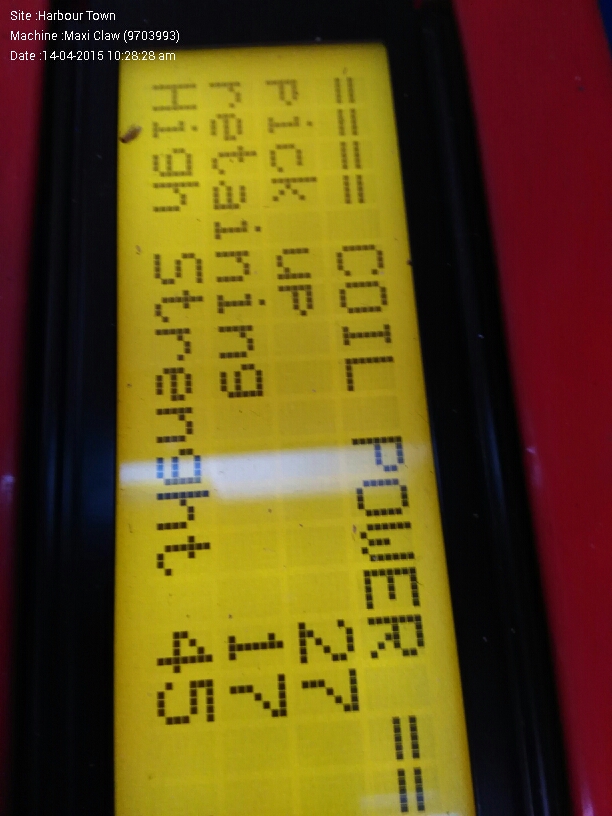 Site :Harbour Town
Machine :Maxi Claw (9703993)
Date :14-04-2015 10:28:28 am
==== COIL POWER ==
Pick up 27
retaining 17
High Strenght 45